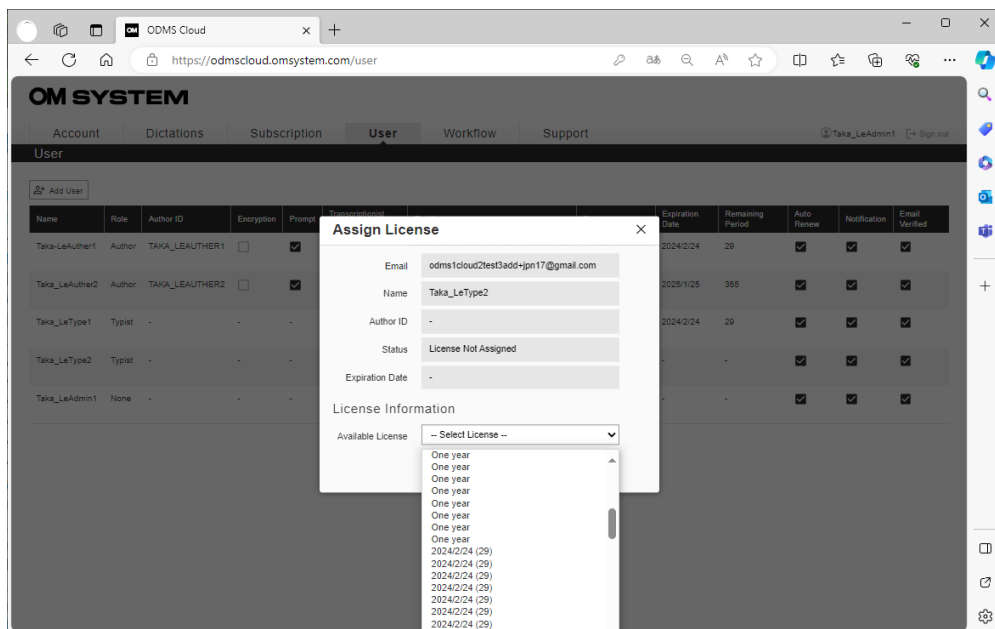 ODMS Cloud
https://odmscloud.omsystem.com/user
OM SYSTEM
Account Dictations Subscription User Workflow Support Taka_LeAdmin1 Sign out
User
Add User
Name Role Author ID Encryption Prompt Expiration Date Remaining Period Auto Renew Notification Email Verified
Taka-LeAuther1 Author TAKA_LEAUTHER1 2024/2/24 29
Taka_LeAuther2 Author TAKA_LEAUTHER2 2025/1/25 365
Taka_LeType1 Typist - - - 2024/2/24 29
Taka_LeType2 Typist - - - - -
Taka_LeAdmin1 None - - - - -
Assign License
Email odms1cloud2test3add+jpn17@gmail.com
Name Taka_LeType2
Author ID -
Status License Not Assigned
Expiration Date -
License Information
Available License -- Select License --
One year
One year
One year
One year
One year
One year
One year
One year
2024/2/24 (29)
2024/2/24 (29)
2024/2/24 (29)
2024/2/24 (29)
2024/2/24 (29)
2024/2/24 (29)
2024/2/24 (29)